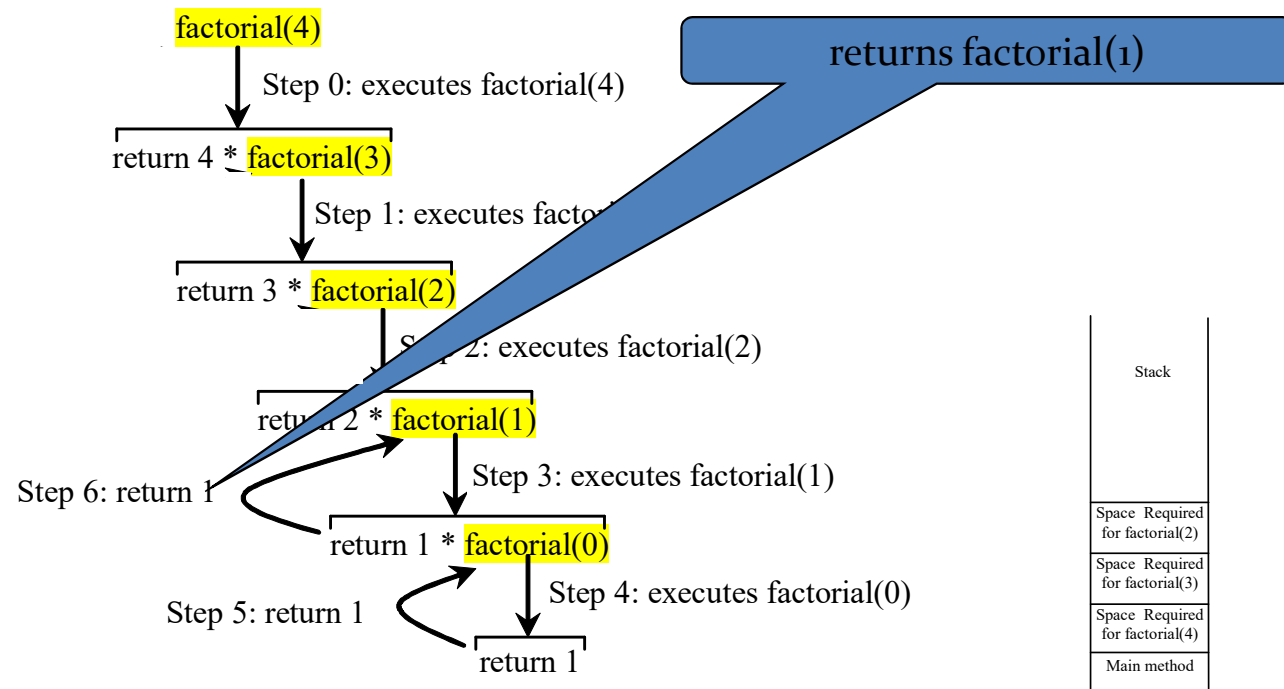 factorial(4)
returns factorial(1)
Step 0: executes factorial(4)
return 4 * factorial(3)
Step 1: executes
return 3 * factorial(2)
2: executes factorial(2)
Stack
return 2 * factorial(1)
Step 3: executes factorial(1)
Step 6: return 1
Space Required
for factorial(2)
return 1 * factorial(0)
Space Required
for factorial(3)
Step 4: executes factorial(0)
Step 5: return 1
Space Required
for factorial(4)
return 1
Main method